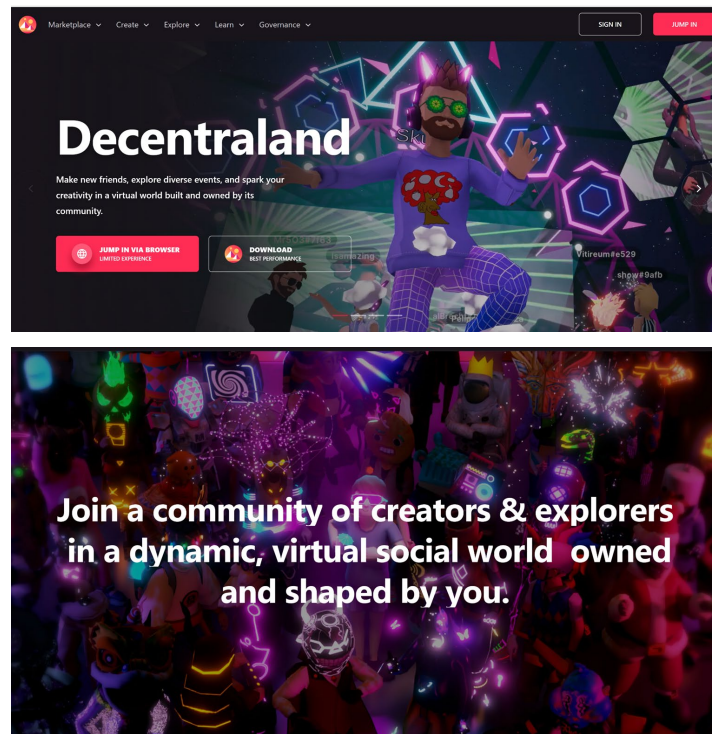 Marketplace Create Explore Learn Governance SIGN IN JUMP IN
Decentraland
Make new friends, explore diverse events, and spark your
creativity in a virtual world built and owned by its
community.
JUMP IN VIA BROWSER
LIMITED EXPERIENCE
DOWNLOAD
BEST PERFORMANCE
Vitireum#e529
show#9afb
Join a community of creators & explorers
in a dynamic, virtual social world owned
and shaped by you.